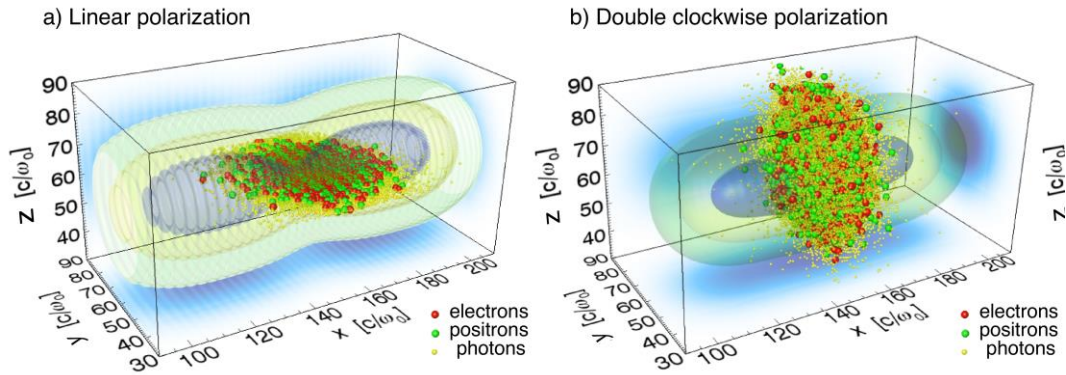 a) Linear polarization
b) Double clockwise polarization
90
80
70
60
50
40
Z [c/ω₀]
90
80
70
60
50
40
30
y [c/ω₀]
100
120
140
160
180
200
x [c/ω₀]
electrons
positrons
photons
90
80
70
60
50
40
Z [c/ω₀]
90
80
70
60
50
40
30
y [c/ω₀]
100
120
140
160
180
200
x [c/ω₀]
electrons
positrons
photons
Z [c/ω₀]